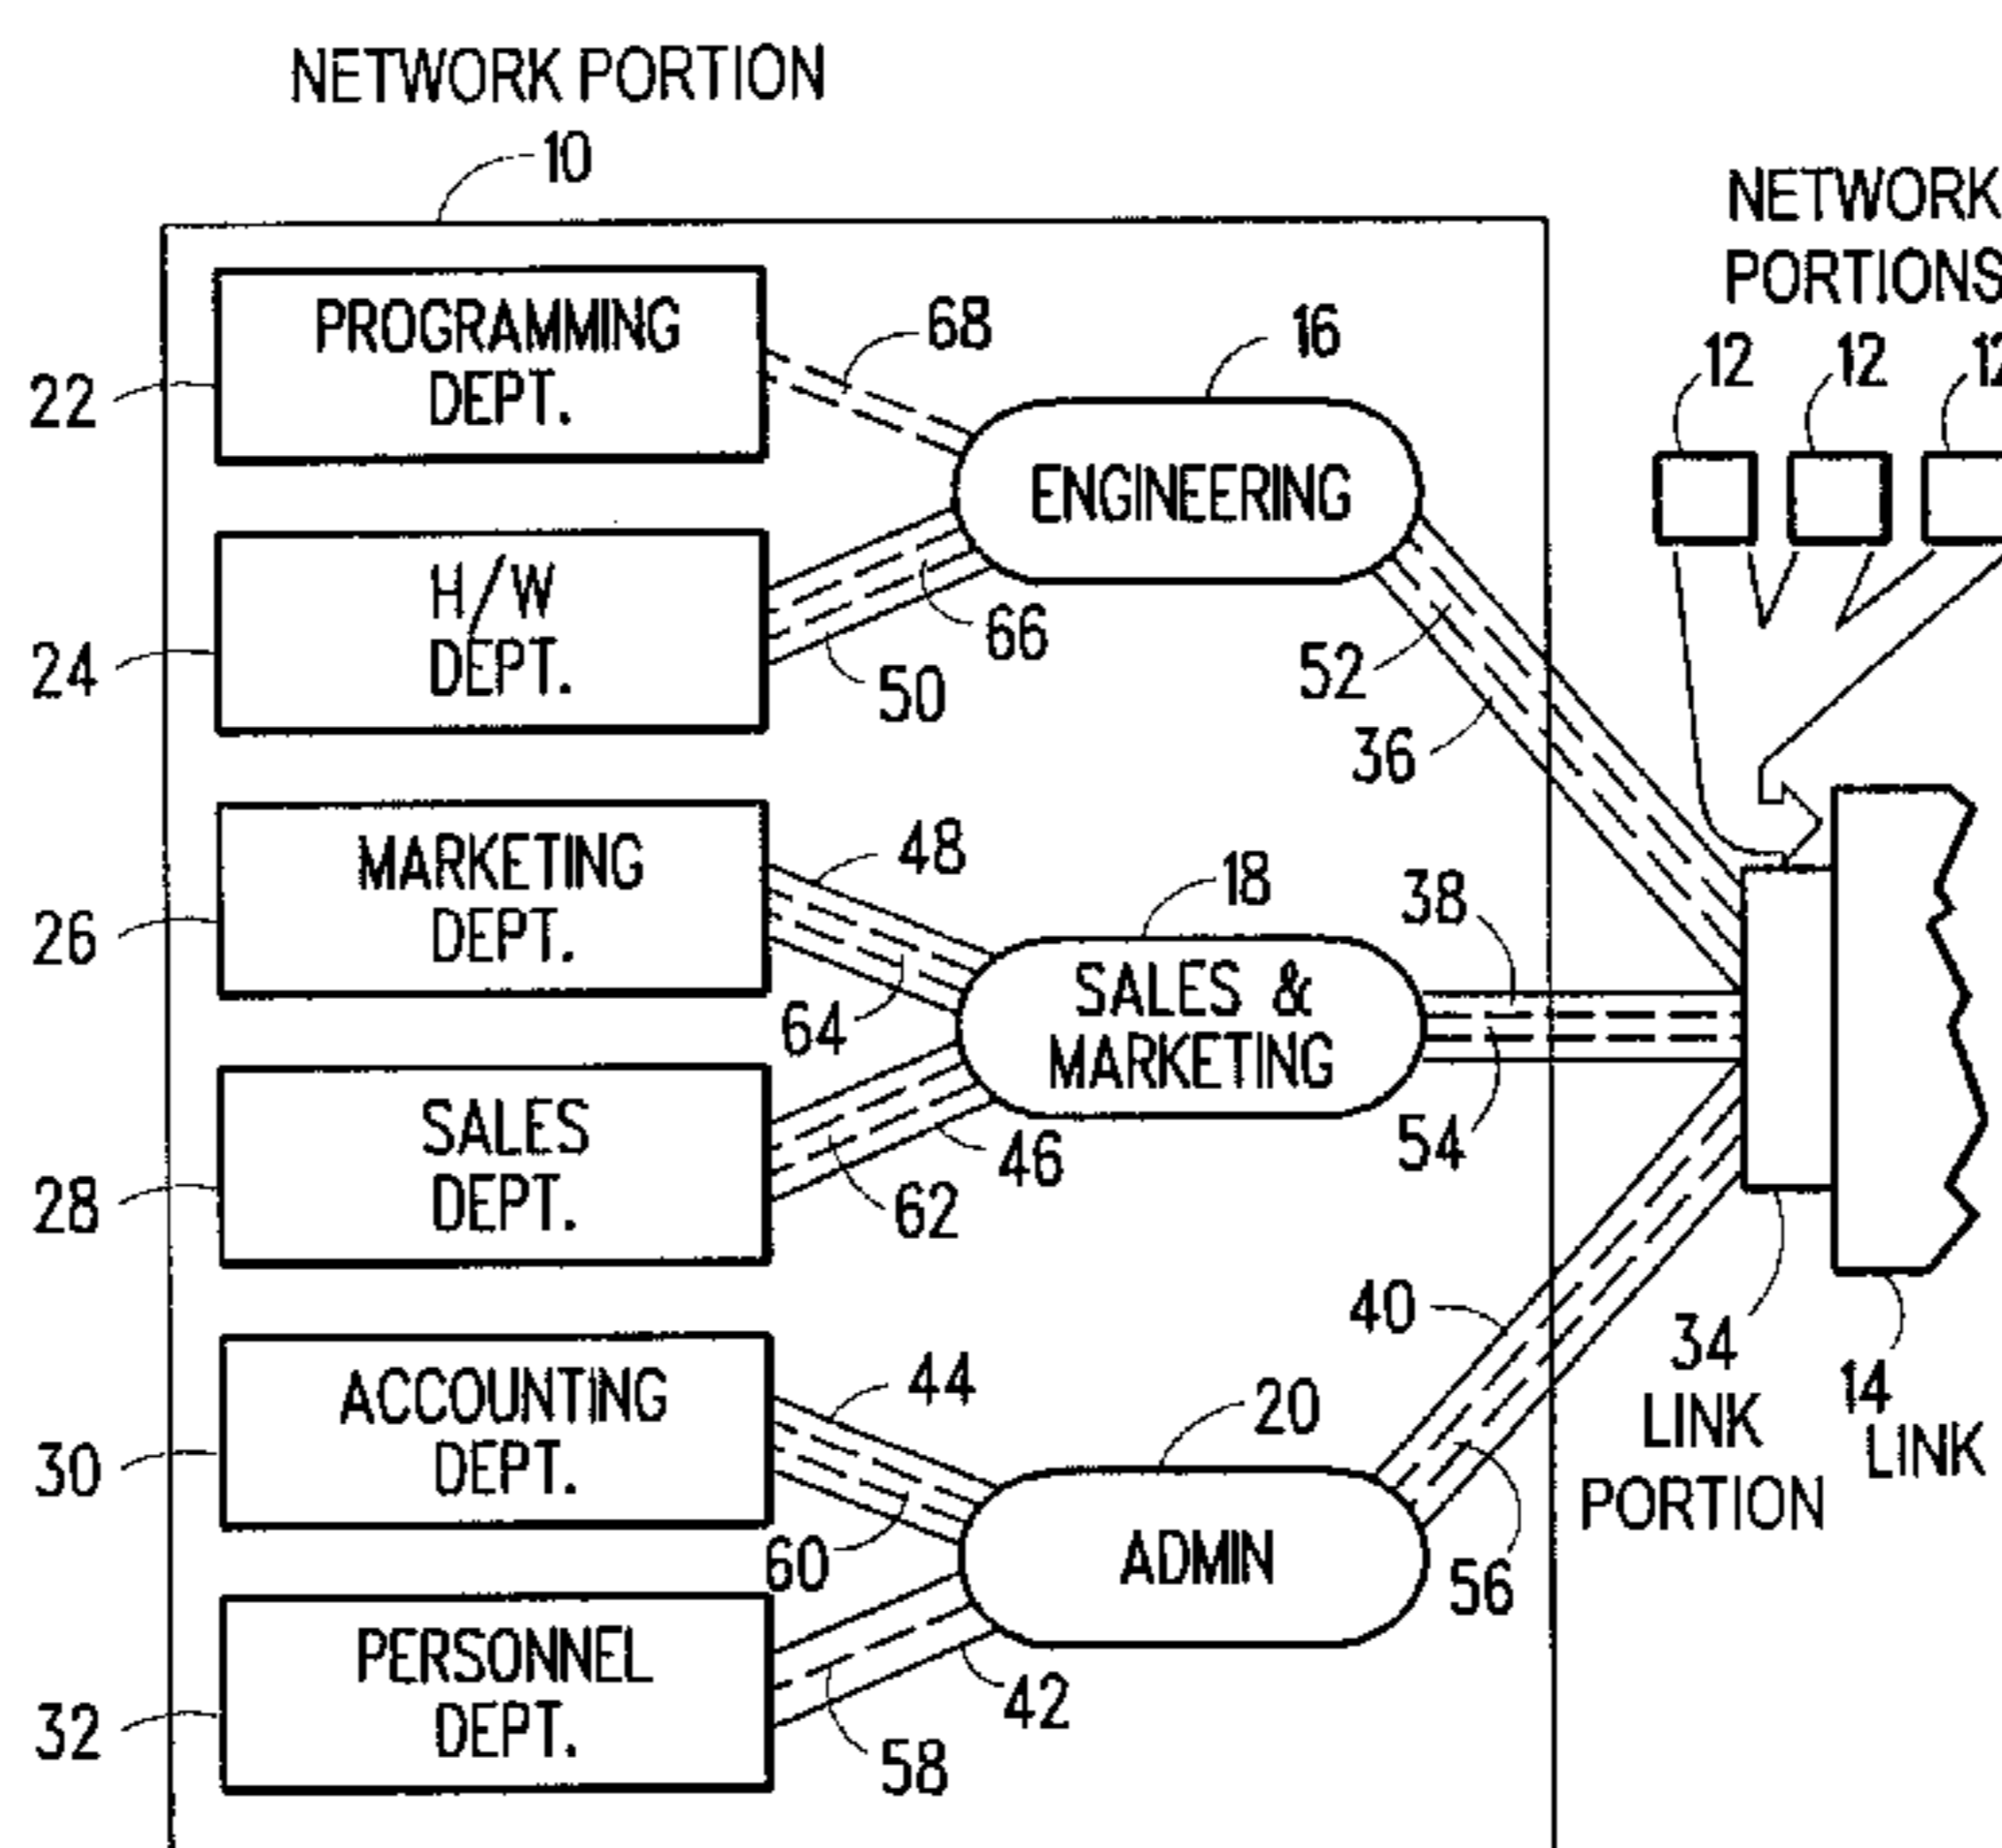 NETWORK PORTION
10
NETWORK
PORTIONS
12
12
PROGRAMMING
DEPT.
22
68
16
ENGINEERING
H/W
DEPT.
24
66
50
52
36
MARKETING
DEPT.
26
48
64
18
SALES &
MARKETING
38
54
SALES
DEPT.
28
62
46
ACCOUNTING
DEPT.
30
44
60
20
ADMIN
40
56
34
LINK
PORTION
14
LINK
PERSONNEL
DEPT.
32
58
42